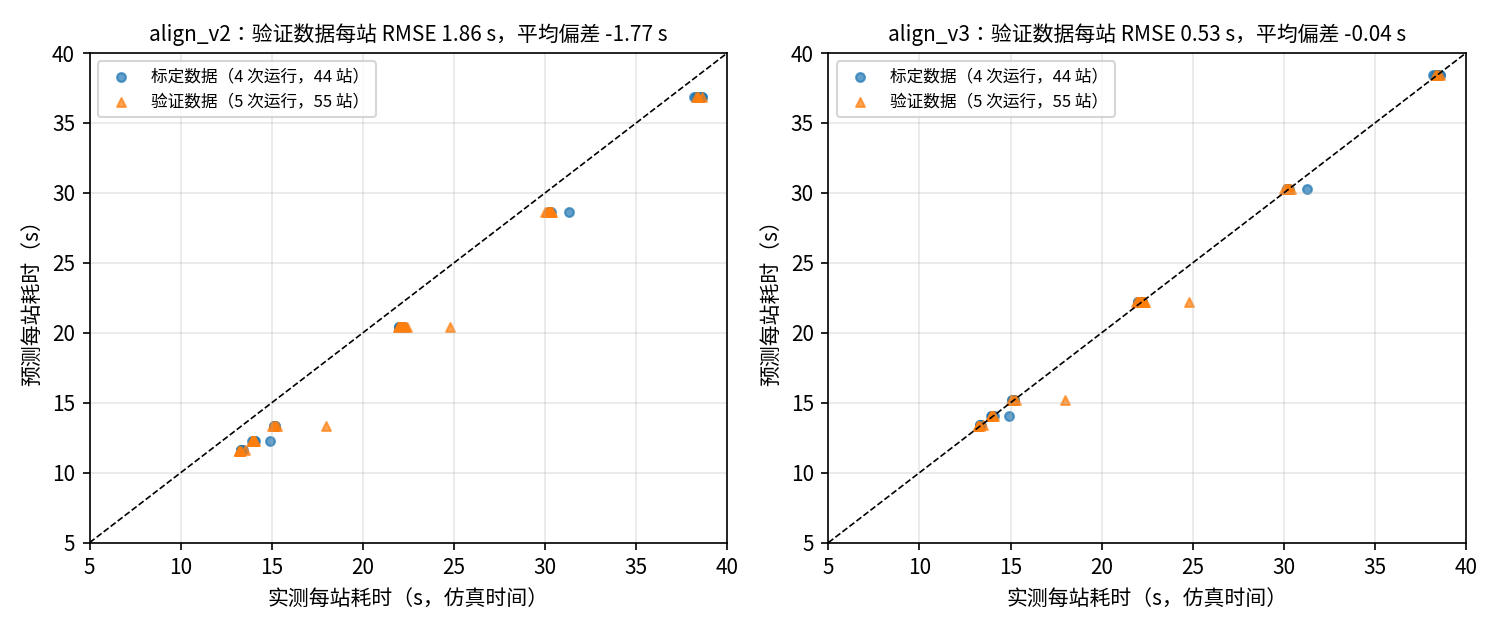 align_v2：验证数据每站 RMSE 1.86 s，平均偏差 -1.77 s
标定数据（4 次运行，44 站）
验证数据（5 次运行，55 站）
预测每站耗时（s）
40
35
30
25
20
15
10
5
5 10 15 20 25 30 35 40
实测每站耗时（s，仿真时间）
align_v3：验证数据每站 RMSE 0.53 s，平均偏差 -0.04 s
标定数据（4 次运行，44 站）
验证数据（5 次运行，55 站）
预测每站耗时（s）
40
35
30
25
20
15
10
5
5 10 15 20 25 30 35 40
实测每站耗时（s，仿真时间）